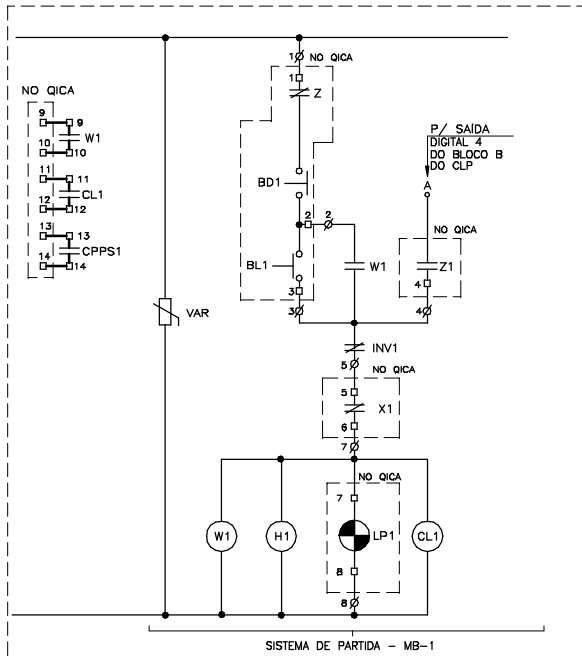 1 NO QICA
1
Z
NO QICA
9 9
W1
10 10
11 11
CL1
12 12
13 13
CPPS1
14 14
P/ SAÍDA
DIGITAL 4
DO BLOCO B
DO CLP
A
BD1
2 2
NO QICA
BL1
W1
Z1
3
4
3
4
VAR
INV1
5
NO QICA
5
X1
6
7
NO QICA
7
W1
H1
LP1
CL1
8
8
SISTEMA DE PARTIDA - MB-1